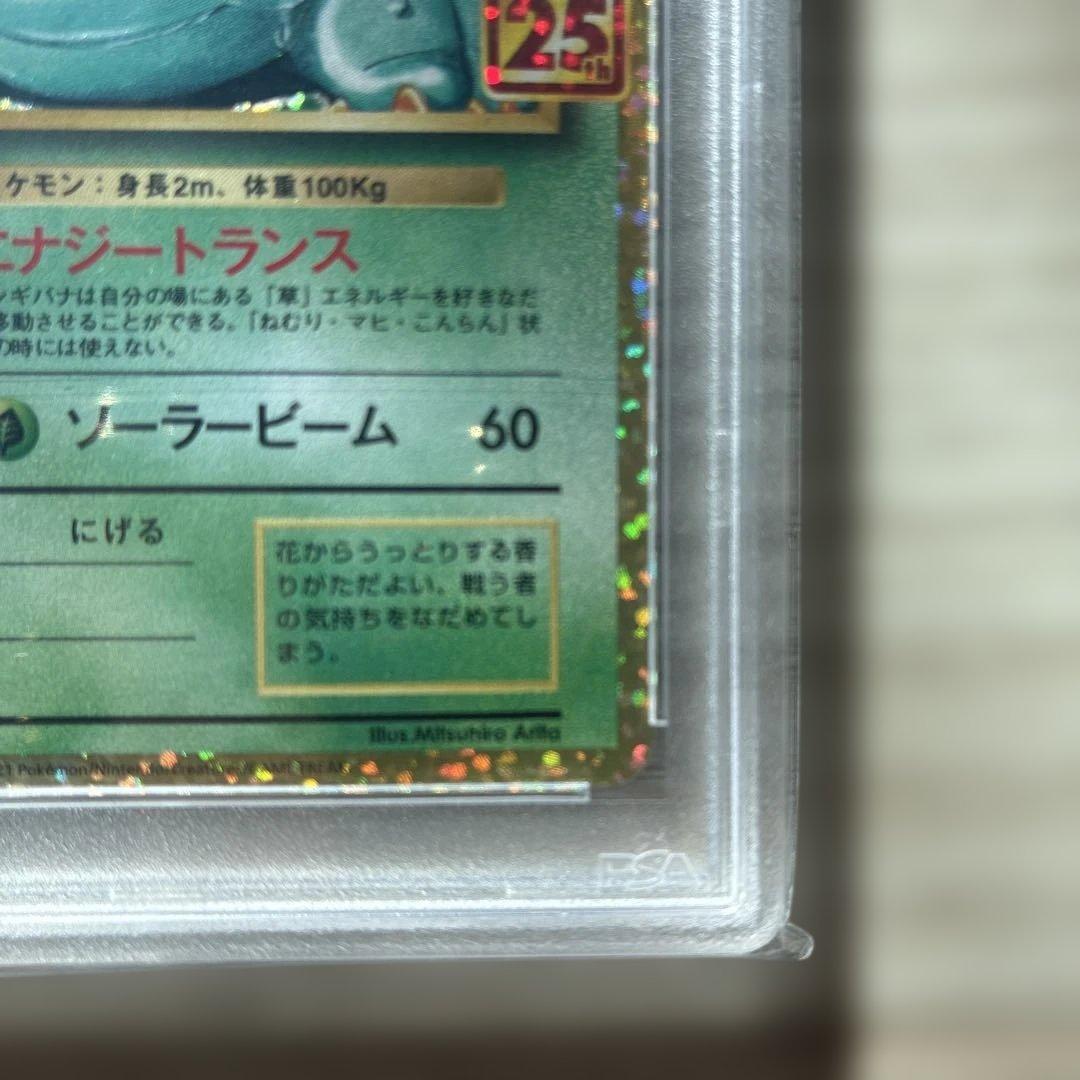 25th
ケモン：身長2m、体重100Kg
エナジートランス
ギバナは自分の場にある「草」エネルギーを好きなだ
移動させることができる。「ねむり・マヒ・こんらん」状
の時には使えない。
ソーラービーム 60
にげる
花からうっとりする香
りがただよい、戦う者
の気持ちをなだめてし
まう。
Illus.Mitsuhiro Arita
21 Pokémon/Nintendo/Creatures/GAME FREAK
PSA